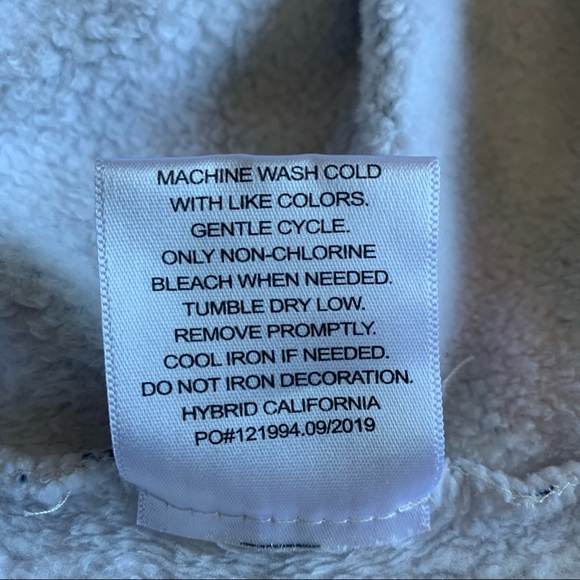 MACHINE WASH COLD
WITH LIKE COLORS.
GENTLE CYCLE.
ONLY NON-CHLORINE
BLEACH WHEN NEEDED.
TUMBLE DRY LOW.
REMOVE PROMPTLY.
COOL IRON IF NEEDED.
DO NOT IRON DECORATION.
HYBRID CALIFORNIA
PO#121994.09/2019